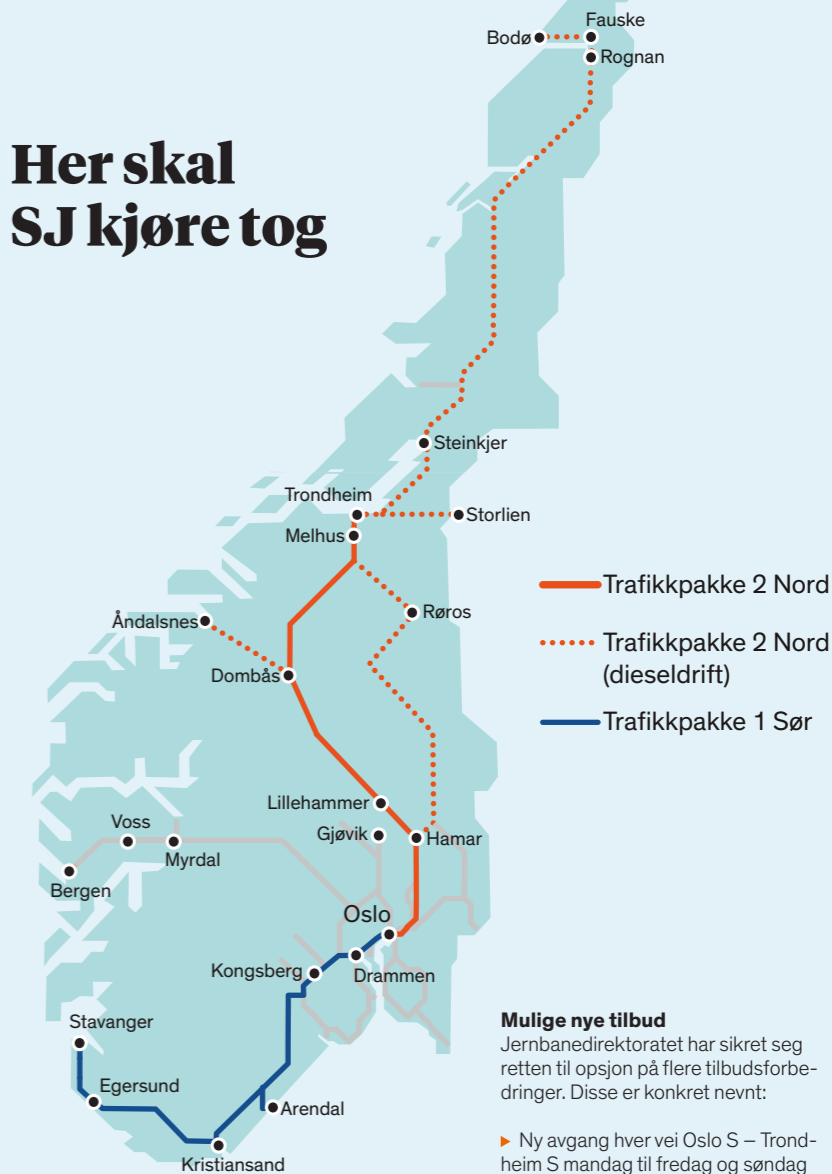 Her skal
SJ kjøre tog
Fauske
Bodø
Rognan
Steinkjer
Trondheim
Storlien
Melhus
Trafikkpakke 2 Nord
Åndalsnes
Røros
Trafikkpakke 2 Nord
(dieseldrift)
Dombås
Trafikkpakke 1 Sør
Lillehammer
Voss
Gjøvik
Hamar
Myrdal
Bergen
Oslo
Kongsberg
Drammen
Stavanger
Egersund
Arendal
Kristiansand
Mulige nye tilbud
Jernbanedirektoratet har sikret seg
retten til opsjon på flere tilbudsforbe-
dringer. Disse er konkret nevnt:
▶ Ny avgang hver vei Oslo S – Trond-
heim S mandag til fredag og søndag